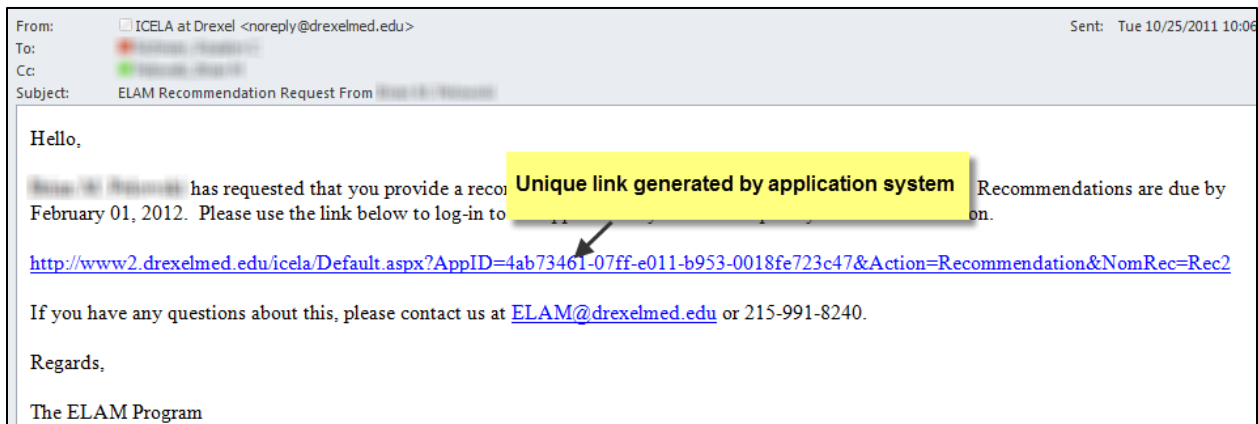 From: ICELA at Drexel <noreply@drexelmed.edu> Sent: Tue 10/25/2011 10:06
To:
Cc:
Subject: ELAM Recommendation Request From
Hello,
has requested that you provide a Recommendations are due by
Unique link generated by application system
February 01, 2012. Please use the link below to log-in to on.
http://www2.drexelmed.edu/icela/Default.aspx?AppID=4ab73461-07ff-e011-b953-0018fe723c47&Action=Recommendation&NomRec=Rec2
If you have any questions about this, please contact us at ELAM@drexelmed.edu or 215-991-8240.
Regards,
The ELAM Program